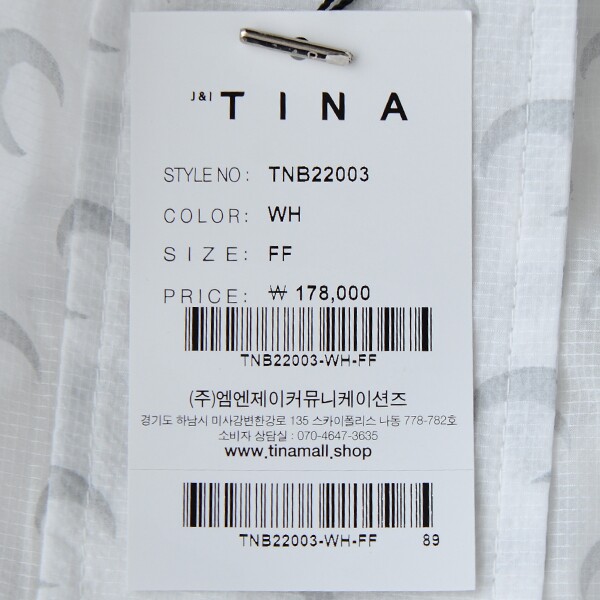 J&I TINA
STYLE NO: TNB22003
COLOR: WH
SIZE: FF
PRICE: ₩ 178,000
TNB22003-WH-FF
(주)엠엔제이커뮤니케이션즈
경기도 하남시 미사강변한강로 135 스카이폴리스 나동 778-782호
소비자 상담실 : 070-4647-3635
www.tinamall.shop
TNB22003-WH-FF 89